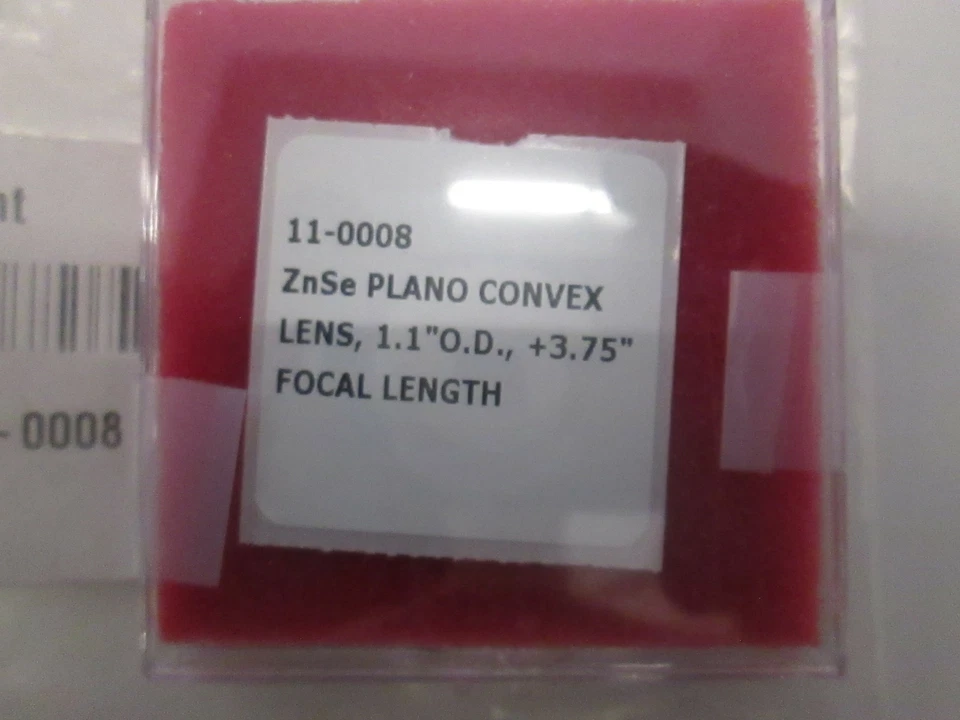 11-0008
ZnSe PLANO CONVEX
LENS, 1.1"O.D., +3.75"
FOCAL LENGTH
nt
- 0008